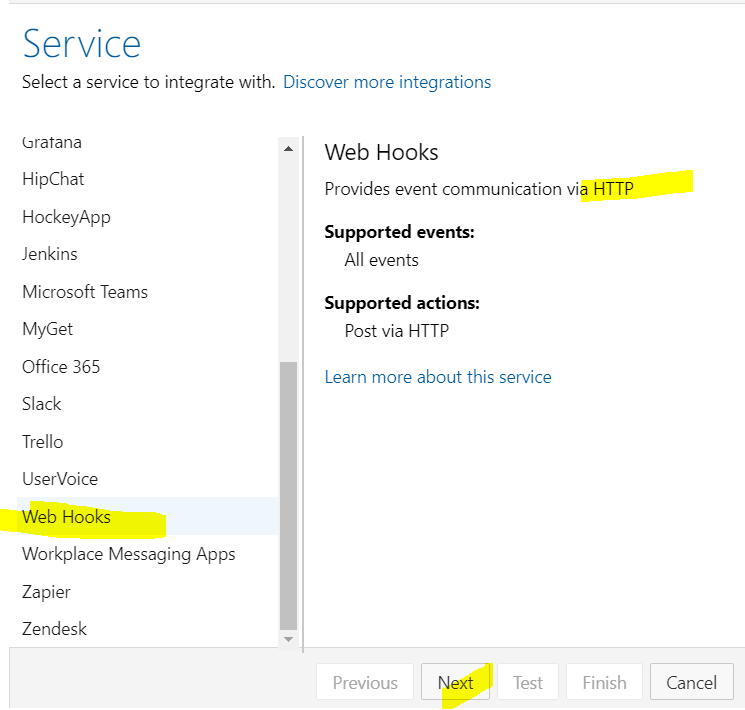 Service
Select a service to integrate with. Discover more integrations
Grafana
HipChat
HockeyApp
Jenkins
Microsoft Teams
MyGet
Office 365
Slack
Trello
UserVoice
Web Hooks
Workplace Messaging Apps
Zapier
Zendesk
Web Hooks
Provides event communication via HTTP
Supported events:
All events
Supported actions:
Post via HTTP
Learn more about this service
Previous Next Test Finish Cancel